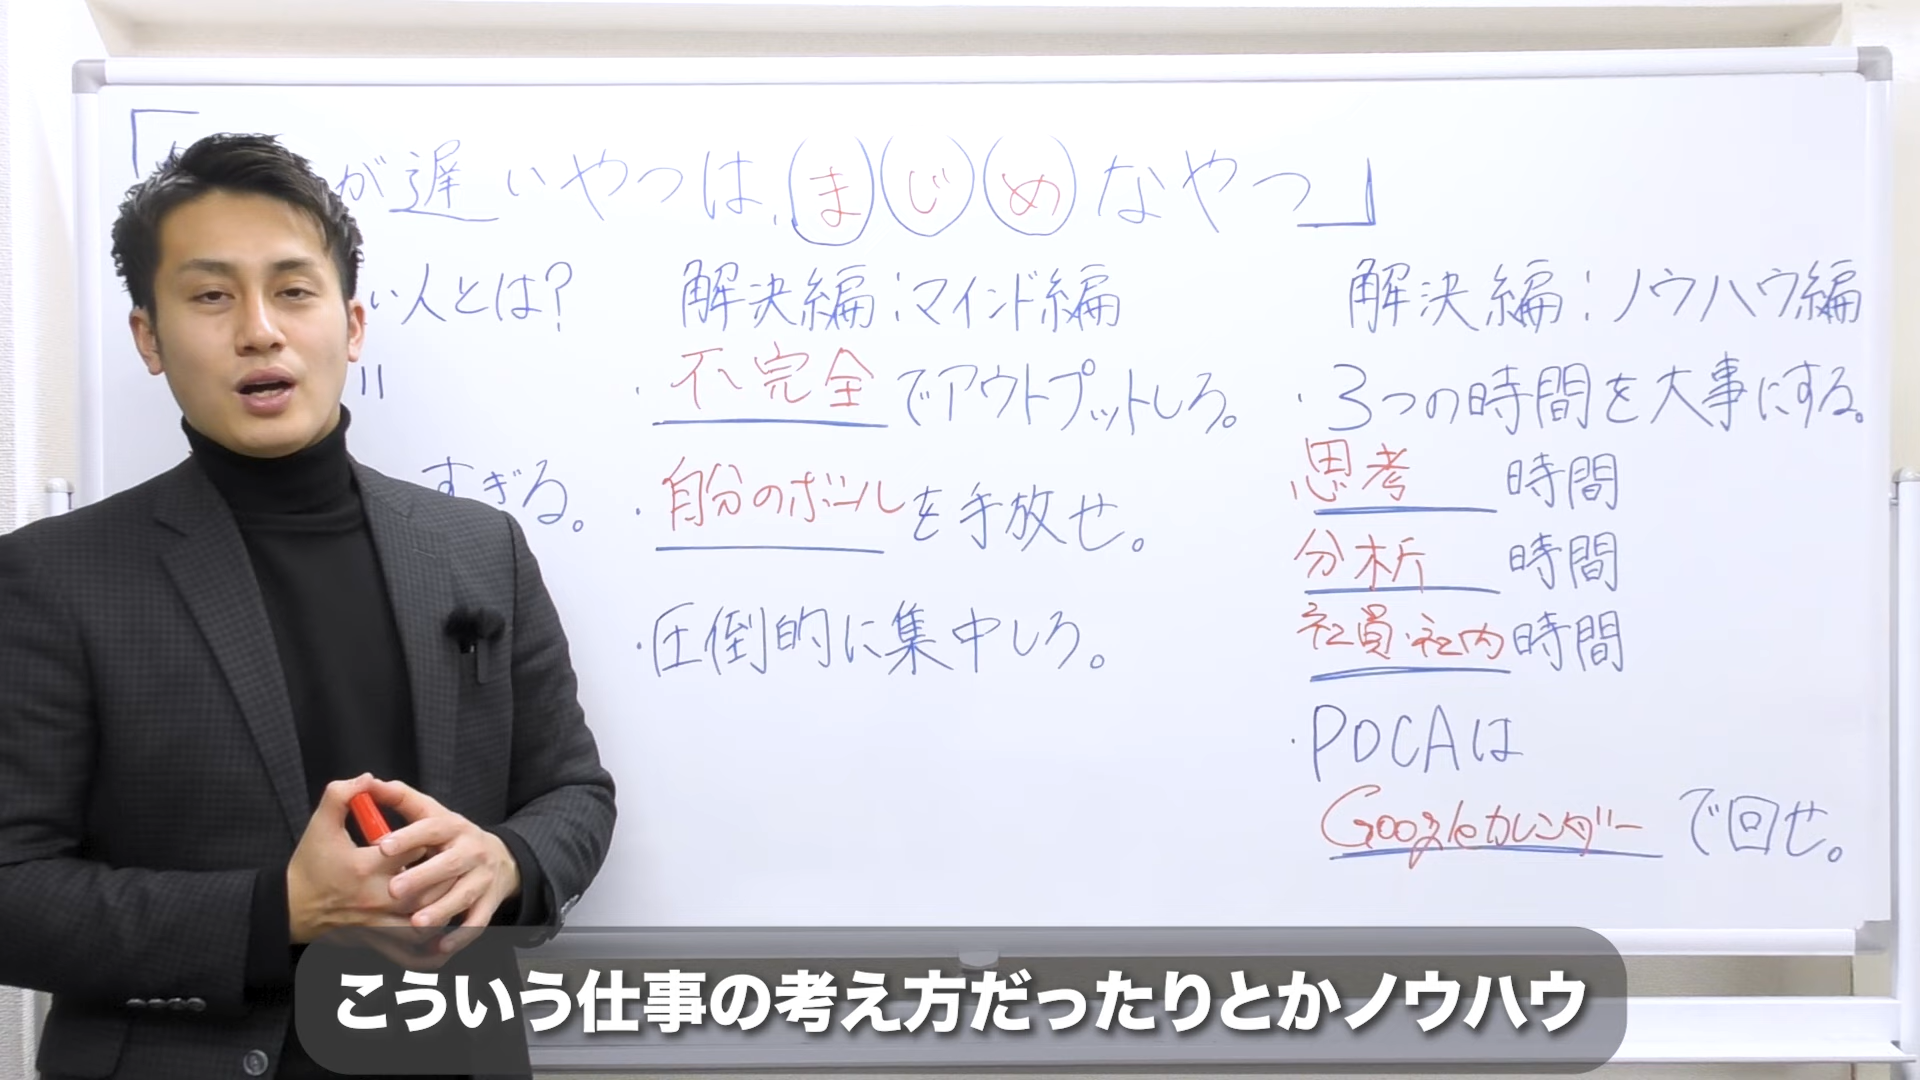 「が遅いやつは、まじめなやつ」
い人とは?
すぎる。
解決編:マインド編
・不完全でアウトプットしろ。
・自分のボールを手放せ。
・圧倒的に集中しろ。
解決編:ノウハウ編
・3つの時間を大事にする。
思考 時間
分析 時間
社員・社内時間
・PDCAは
Googleカレンダーで回せ。
こういう仕事の考え方だったりとかノウハウ